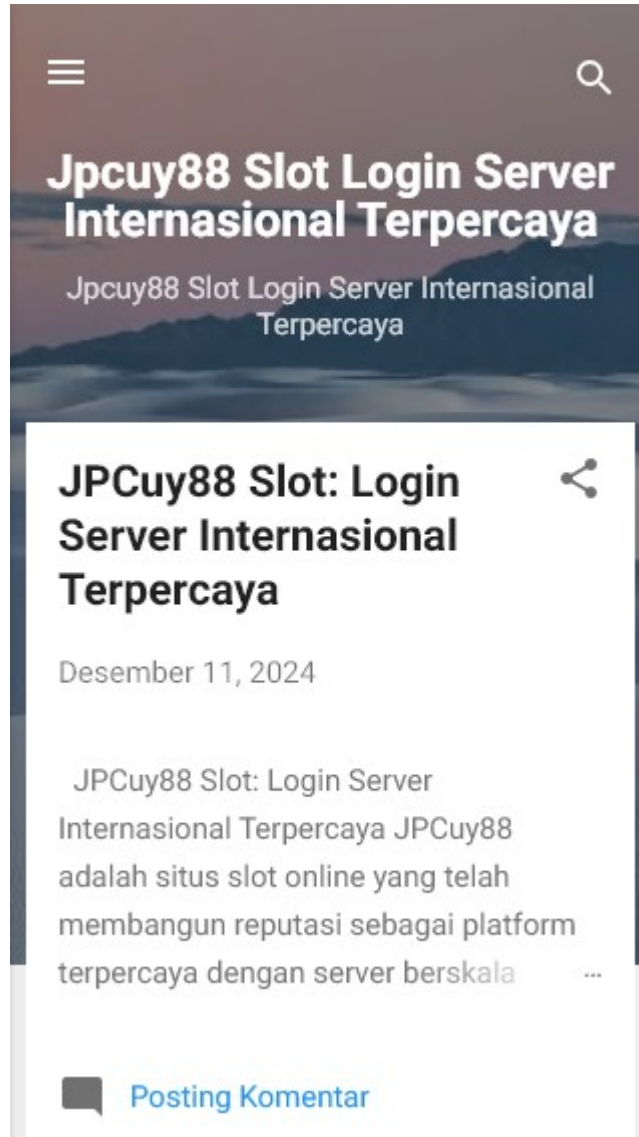 Jpcuy88 Slot Login Server
Internasional Terpercaya
Jpcuy88 Slot Login Server Internasional
Terpercaya
JPCuy88 Slot: Login
Server Internasional
Terpercaya
Desember 11, 2024
JPCuy88 Slot: Login Server
Internasional Terpercaya JPCuy88
adalah situs slot online yang telah
membangun reputasi sebagai platform
terpercaya dengan server berskala ...
Posting Komentar